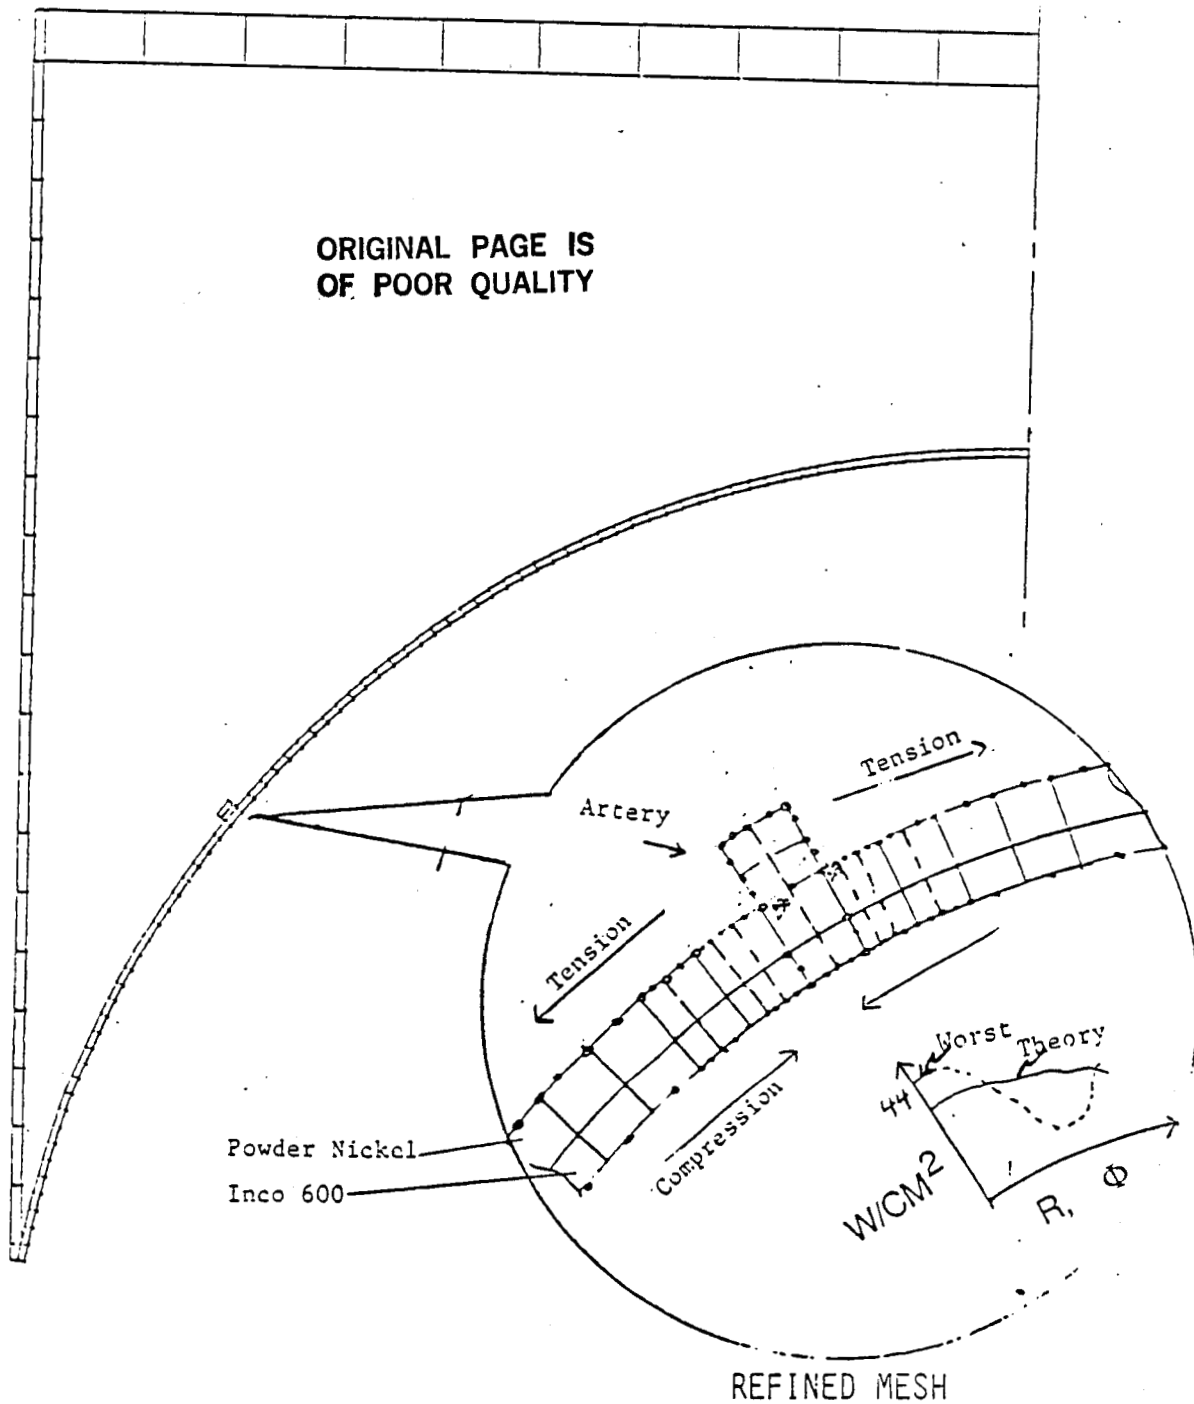 ORIGINAL PAGE IS
OF POOR QUALITY
Tension
Artery
Tension
Worst
Theory
44
Powder Nickel
Compression
Inco 600
W/CM²
R, Φ
REFINED MESH